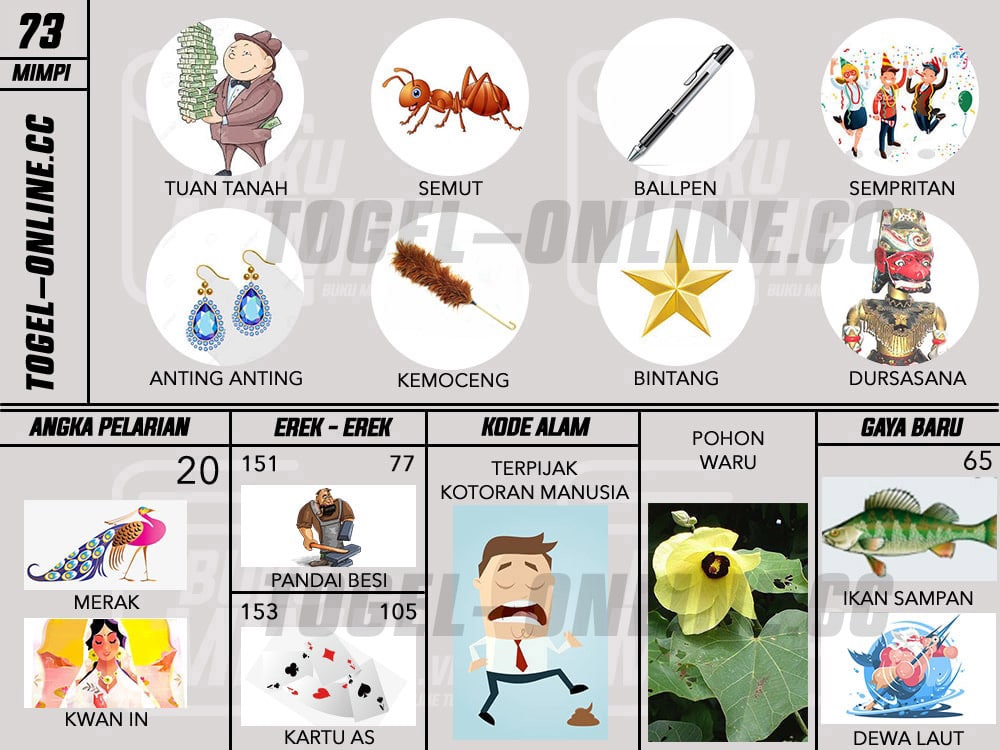 73
MIMPI
TOGEL-ONLINE.CC
TUAN TANAH
SEMUT
BALLPEN
SEMPRITAN
TOGEL-ONLINE.CC
ANTING ANTING
KEMOCENG
BINTANG
DURSASANA
ANGKA PELARIAN
20
MERAK
KWAN IN
EREK - EREK
151 77
PANDAI BESI
153 105
KARTU AS
KODE ALAM
TERPIJAK
KOTORAN MANUSIA
POHON
WARU
GAYA BARU
65
IKAN SAMPAN
DEWA LAUT
TOGEL-ONLINE.CC